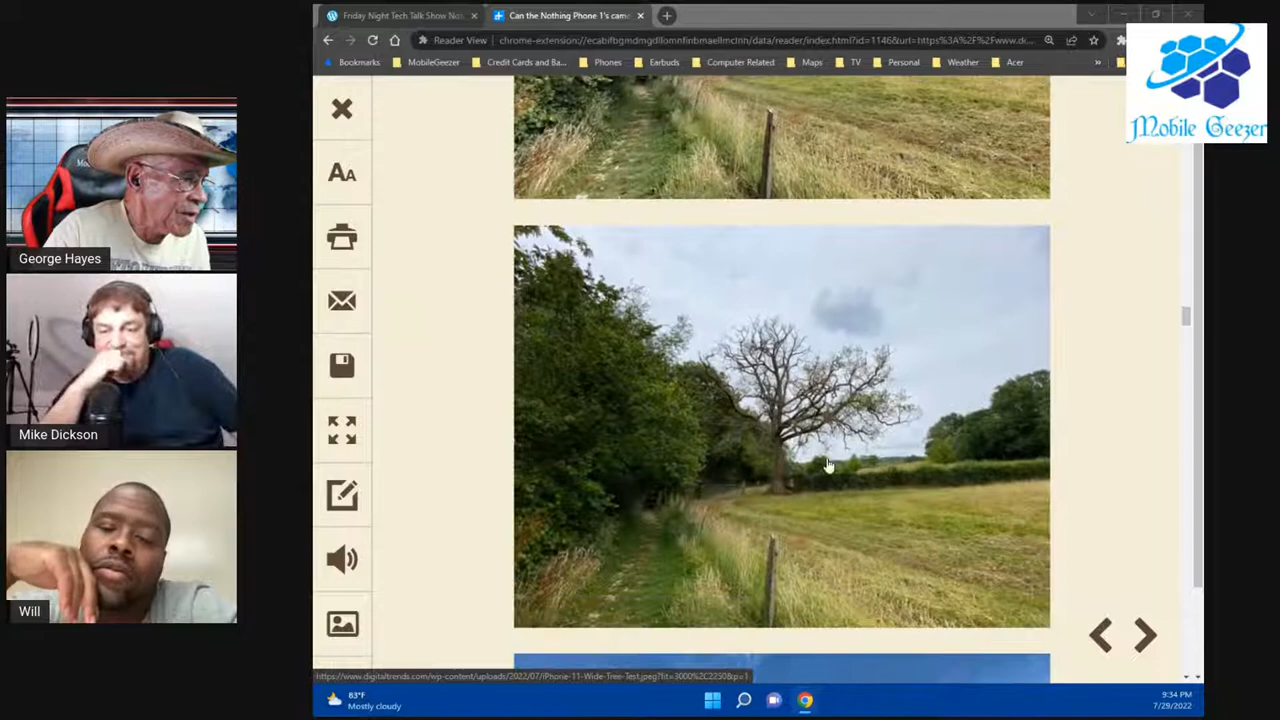 Friday Night Tech Talk Show Not
Can the Nothing Phone 1's came
Reader View
chrome-extension://ecabifbgmdmgdllomnfinbmaellmclnh/data/reader/index.html?id=1146&url=https%3A%2F%2Fwww.d...
Bookmarks
MobileGeezer
Credit Cards and Ba...
Phones
Earbuds
Computer Related
Maps
TV
Personal
Weather
Acer
»
Mobile Geezer
AA
George Hayes
Mike Dickson
Will
https://www.digitaltrends.com/wp-content/uploads/2022/07/iPhone-11-Wide-Tree-Test.jpeg?fit=3000%2C2250&p=1
83°F
Mostly cloudy
9:34 PM
7/29/2022